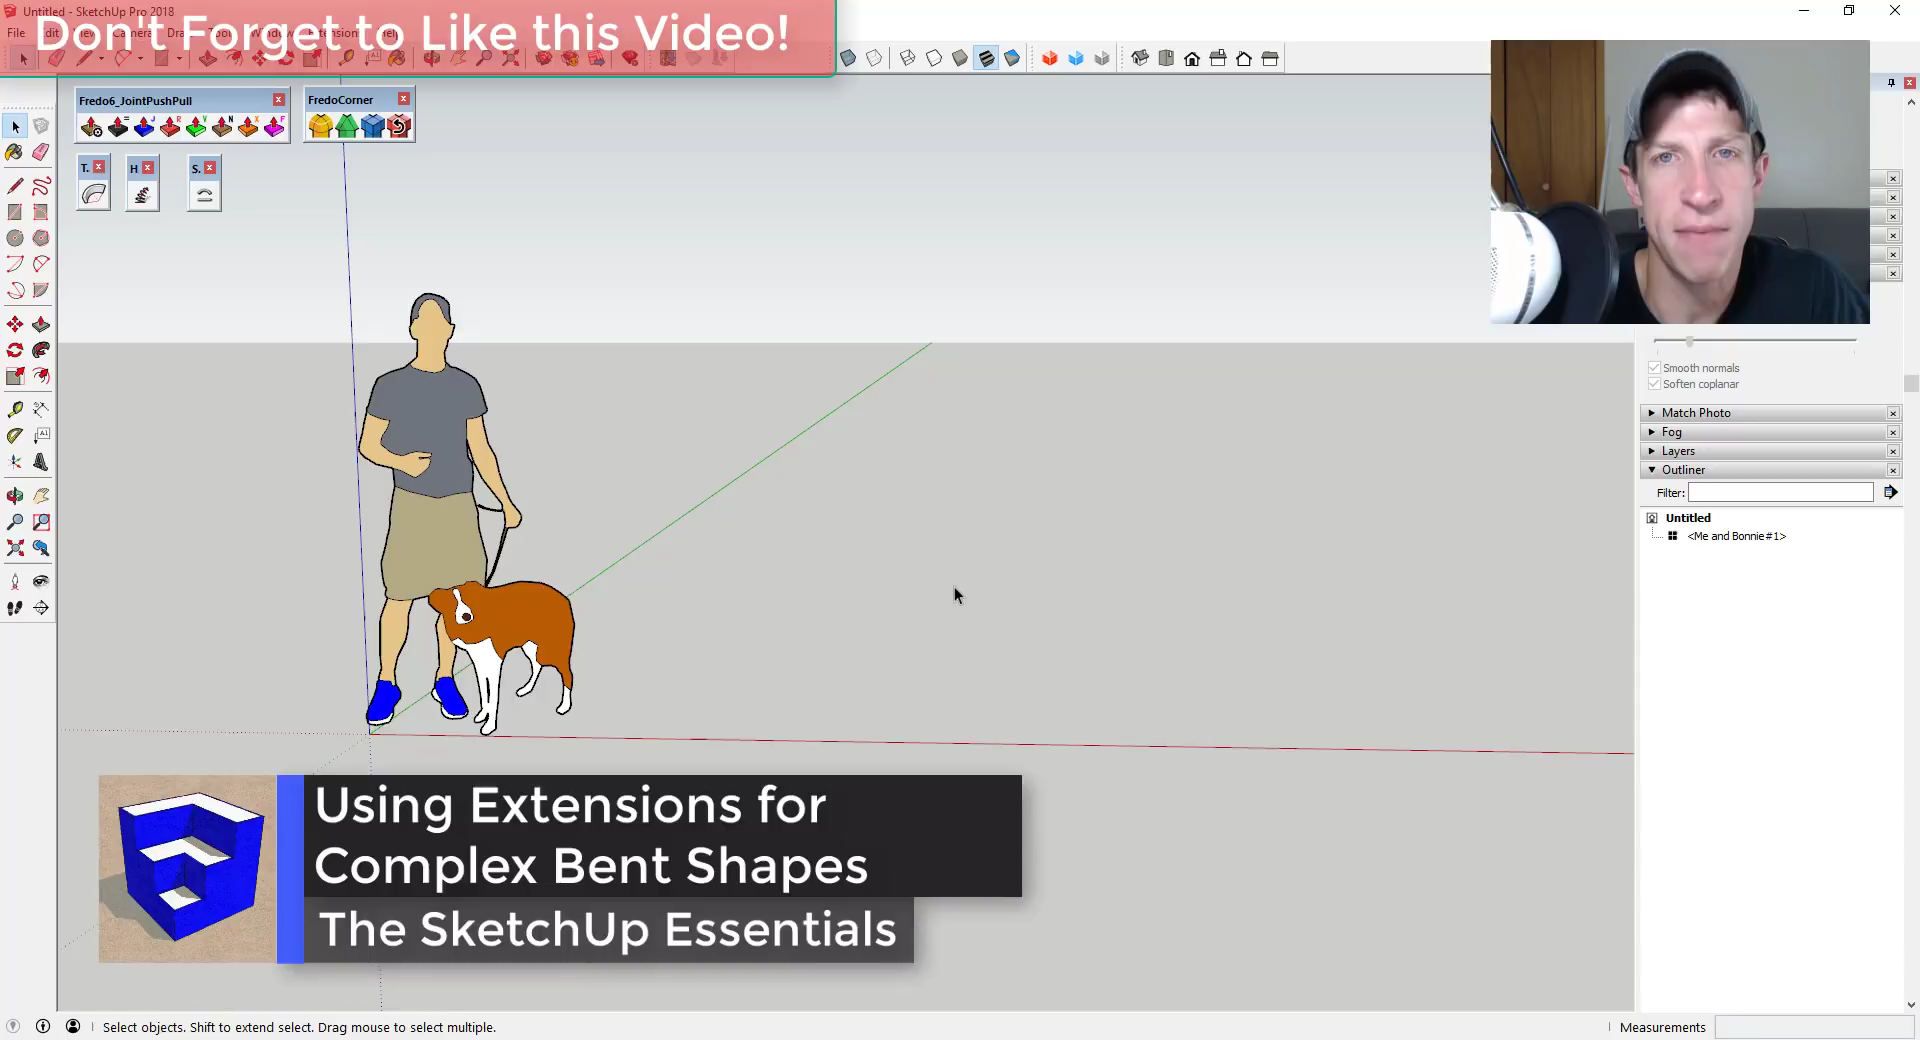 Untitled - SketchUp Pro 2018
Don't Forget to Like this Video!
File
Fredo6_JointPushPull
FredoCorner
T.
H
S.
Smooth normals
Soften coplanar
Match Photo
Fog
Layers
Outliner
Filter:
Untitled
<Me and Bonnie#1>
Using Extensions for
Complex Bent Shapes
The SketchUp Essentials
Select objects. Shift to extend select. Drag mouse to select multiple.
Measurements